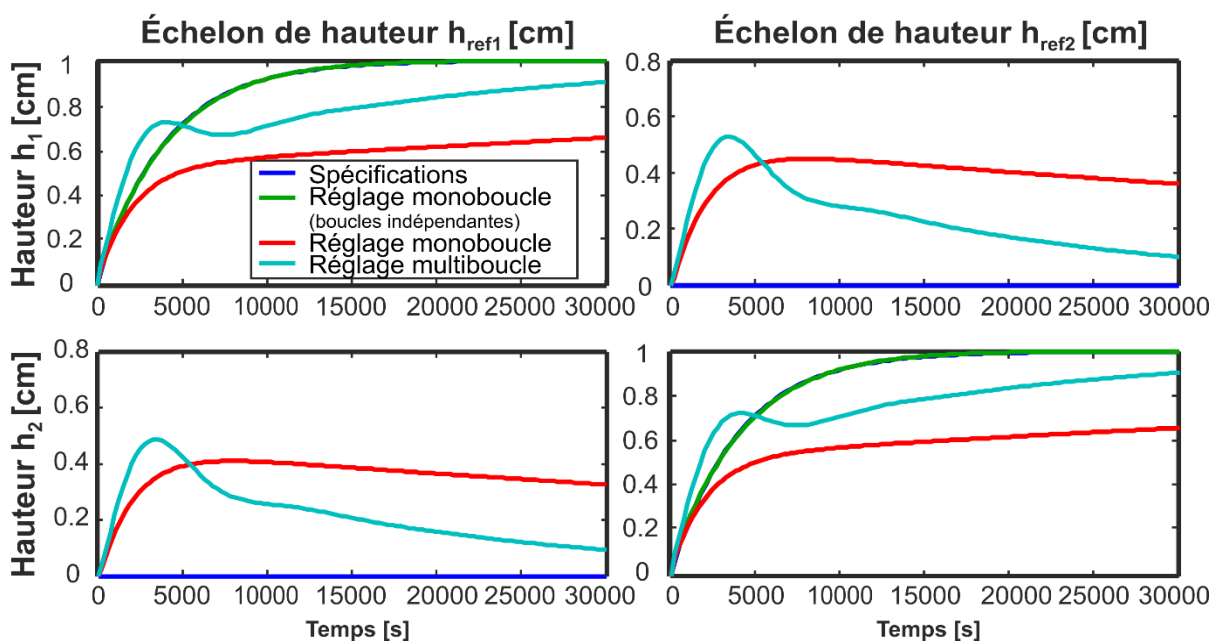 Échelon de hauteur h_ref1 [cm]
Échelon de hauteur h_ref2 [cm]
Hauteur h_1 [cm]
1
0.8
0.6
0.4
0.2
0
0 5000 10000 15000 20000 25000 30000
Spécifications
Réglage monoboucle
(boucles indépendantes)
Réglage monoboucle
Réglage multiboucle
0.8
0.6
0.4
0.2
0
0 5000 10000 15000 20000 25000 30000
Hauteur h_2 [cm]
0.8
0.6
0.4
0.2
0
0 5000 10000 15000 20000 25000 30000
Temps [s]
1
0.8
0.6
0.4
0.2
0
0 5000 10000 15000 20000 25000 30000
Temps [s]